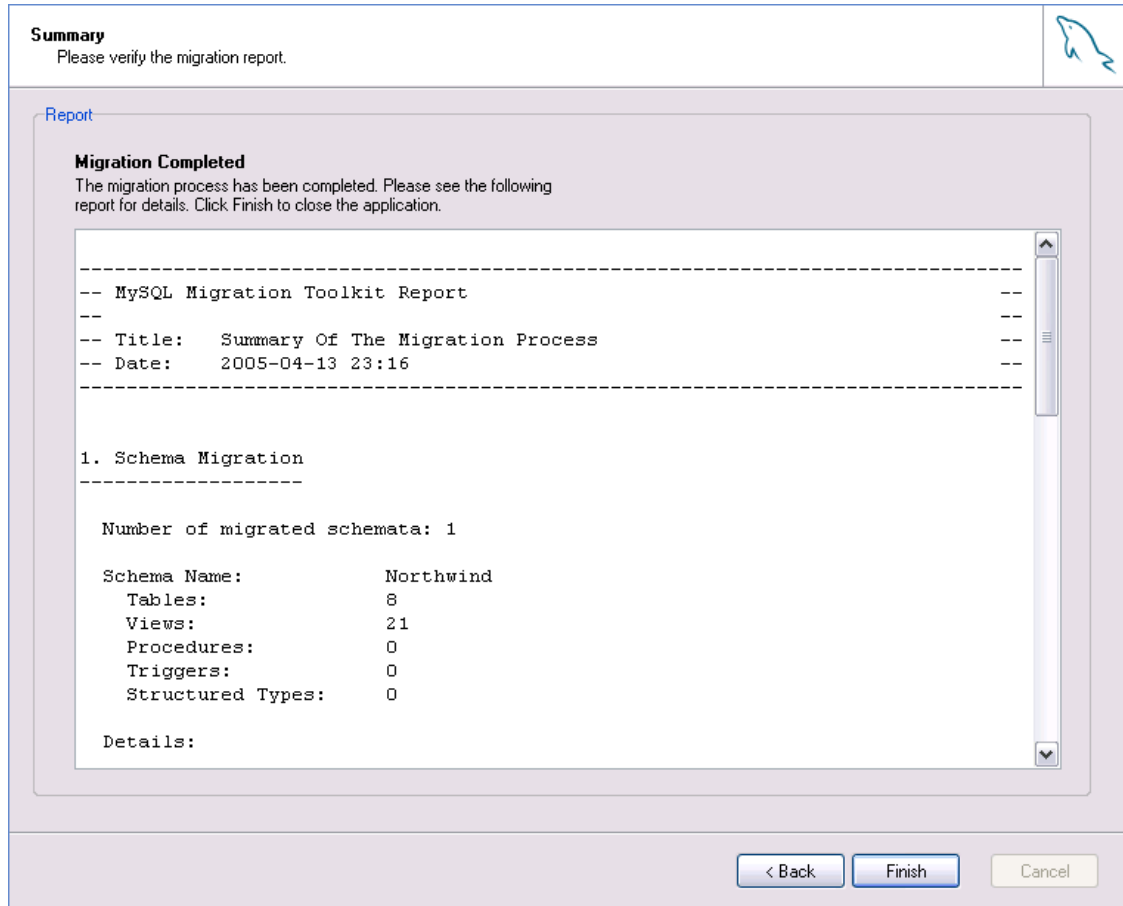 Summary
Please verify the migration report.
Report
Migration Completed
The migration process has been completed. Please see the following
report for details. Click Finish to close the application.
--------------------------------------------------------------------------------
-- MySQL Migration Toolkit Report --
-- --
-- Title: Summary Of The Migration Process --
-- Date: 2005-04-13 23:16 --
--------------------------------------------------------------------------------
1. Schema Migration
-------------------
Number of migrated schemata: 1
Schema Name: Northwind
Tables: 8
Views: 21
Procedures: 0
Triggers: 0
Structured Types: 0
Details:
< Back Finish Cancel